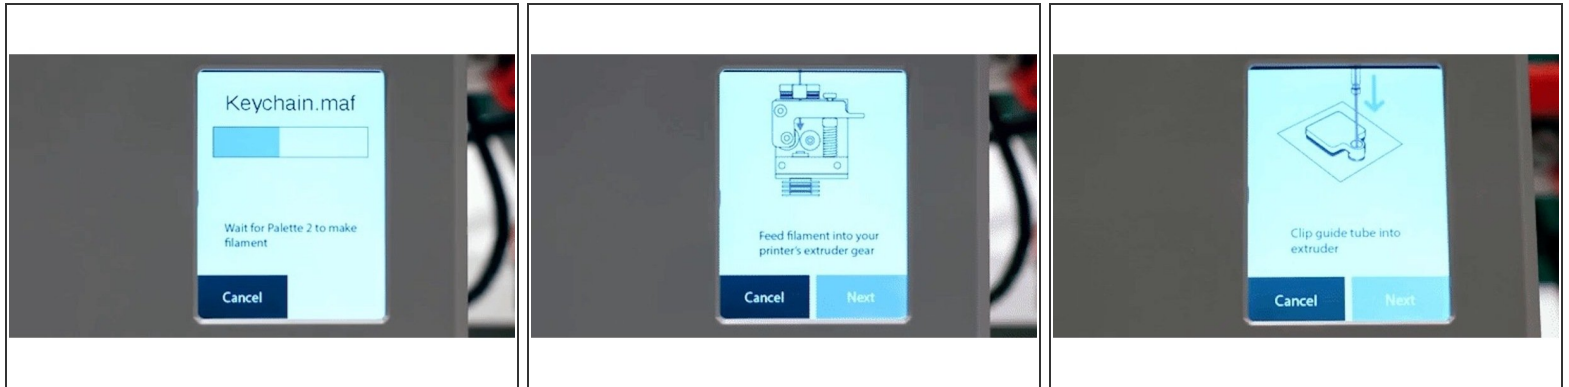 Keychain.maf
Wait for Palette 2 to make
filament
Cancel
Feed filament into your
printer's extruder gear
Cancel
Next
Clip guide tube into
extruder
Cancel
Next